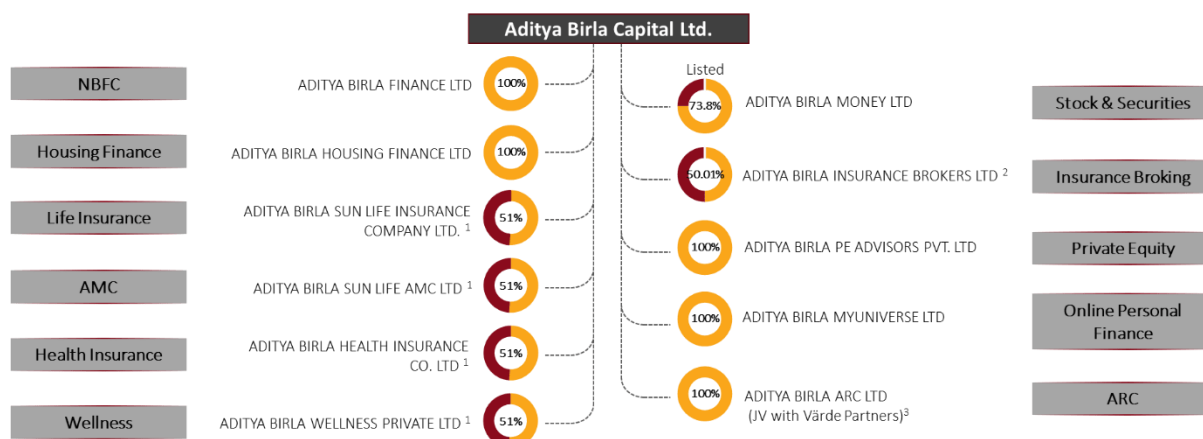 Aditya Birla Capital Ltd.
NBFC
ADITYA BIRLA FINANCE LTD
100%
Housing Finance
ADITYA BIRLA HOUSING FINANCE LTD
100%
Life Insurance
ADITYA BIRLA SUN LIFE INSURANCE
COMPANY LTD. 1
51%
AMC
ADITYA BIRLA SUN LIFE AMC LTD 1
51%
Health Insurance
ADITYA BIRLA HEALTH INSURANCE
CO. LTD 1
51%
Wellness
ADITYA BIRLA WELLNESS PRIVATE LTD 1
51%
Listed
73.8%
ADITYA BIRLA MONEY LTD
Stock & Securities
50.01%
ADITYA BIRLA INSURANCE BROKERS LTD 2
Insurance Broking
100%
ADITYA BIRLA PE ADVISORS PVT. LTD
Private Equity
100%
ADITYA BIRLA MYUNIVERSE LTD
Online Personal
Finance
100%
ADITYA BIRLA ARC LTD
(JV with Värde Partners)3
ARC